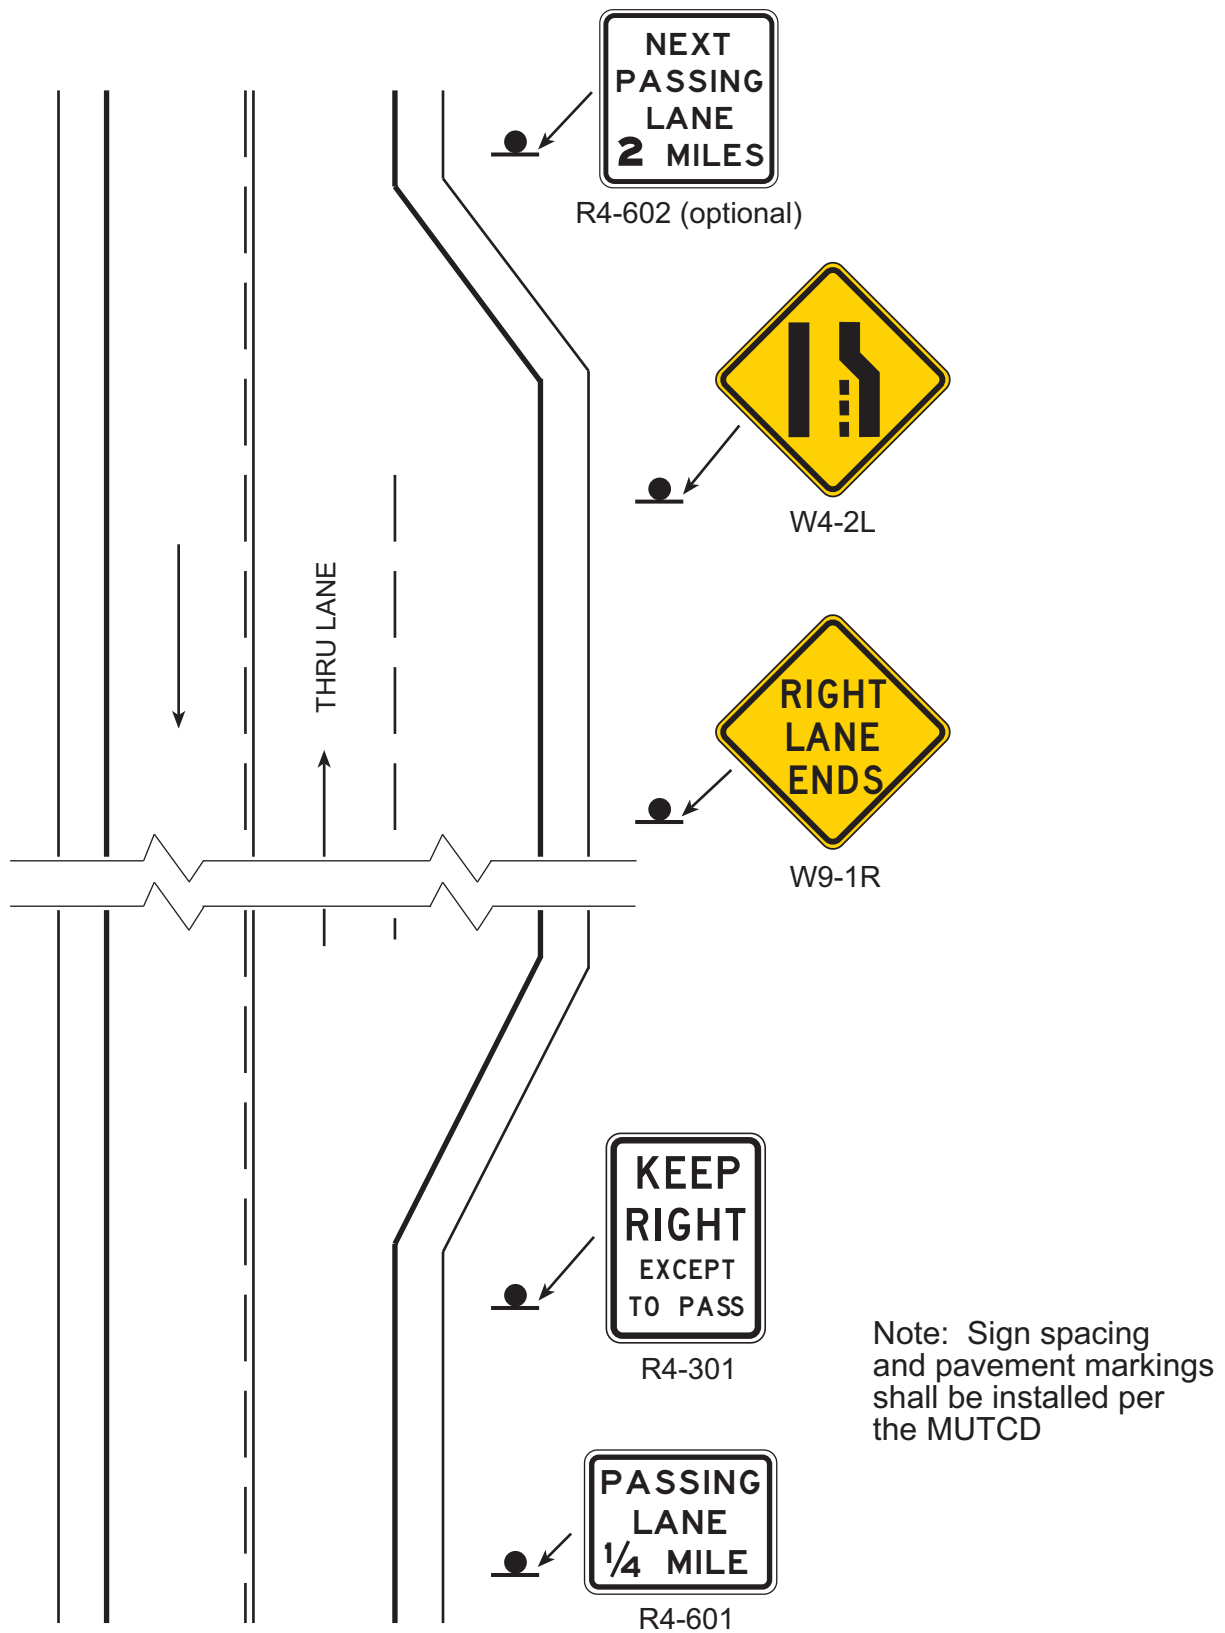 NEXT
PASSING
LANE
2 MILES
R4-602 (optional)
W4-2L
THRU LANE
RIGHT
LANE
ENDS
W9-1R
KEEP
RIGHT
EXCEPT
TO PASS
R4-301
Note: Sign spacing
and pavement markings
shall be installed per
the MUTCD
PASSING
LANE
1/4 MILE
R4-601